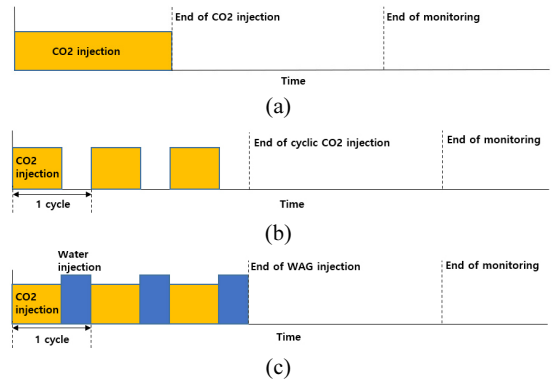 End of CO2 injection
End of monitoring
CO2 injection
Time
(a)
End of cyclic CO2 injection
End of monitoring
CO2
injection
1 cycle
Time
(b)
Water
injection
End of WAG injection
End of monitoring
CO2
injection
1 cycle
Time
(c)